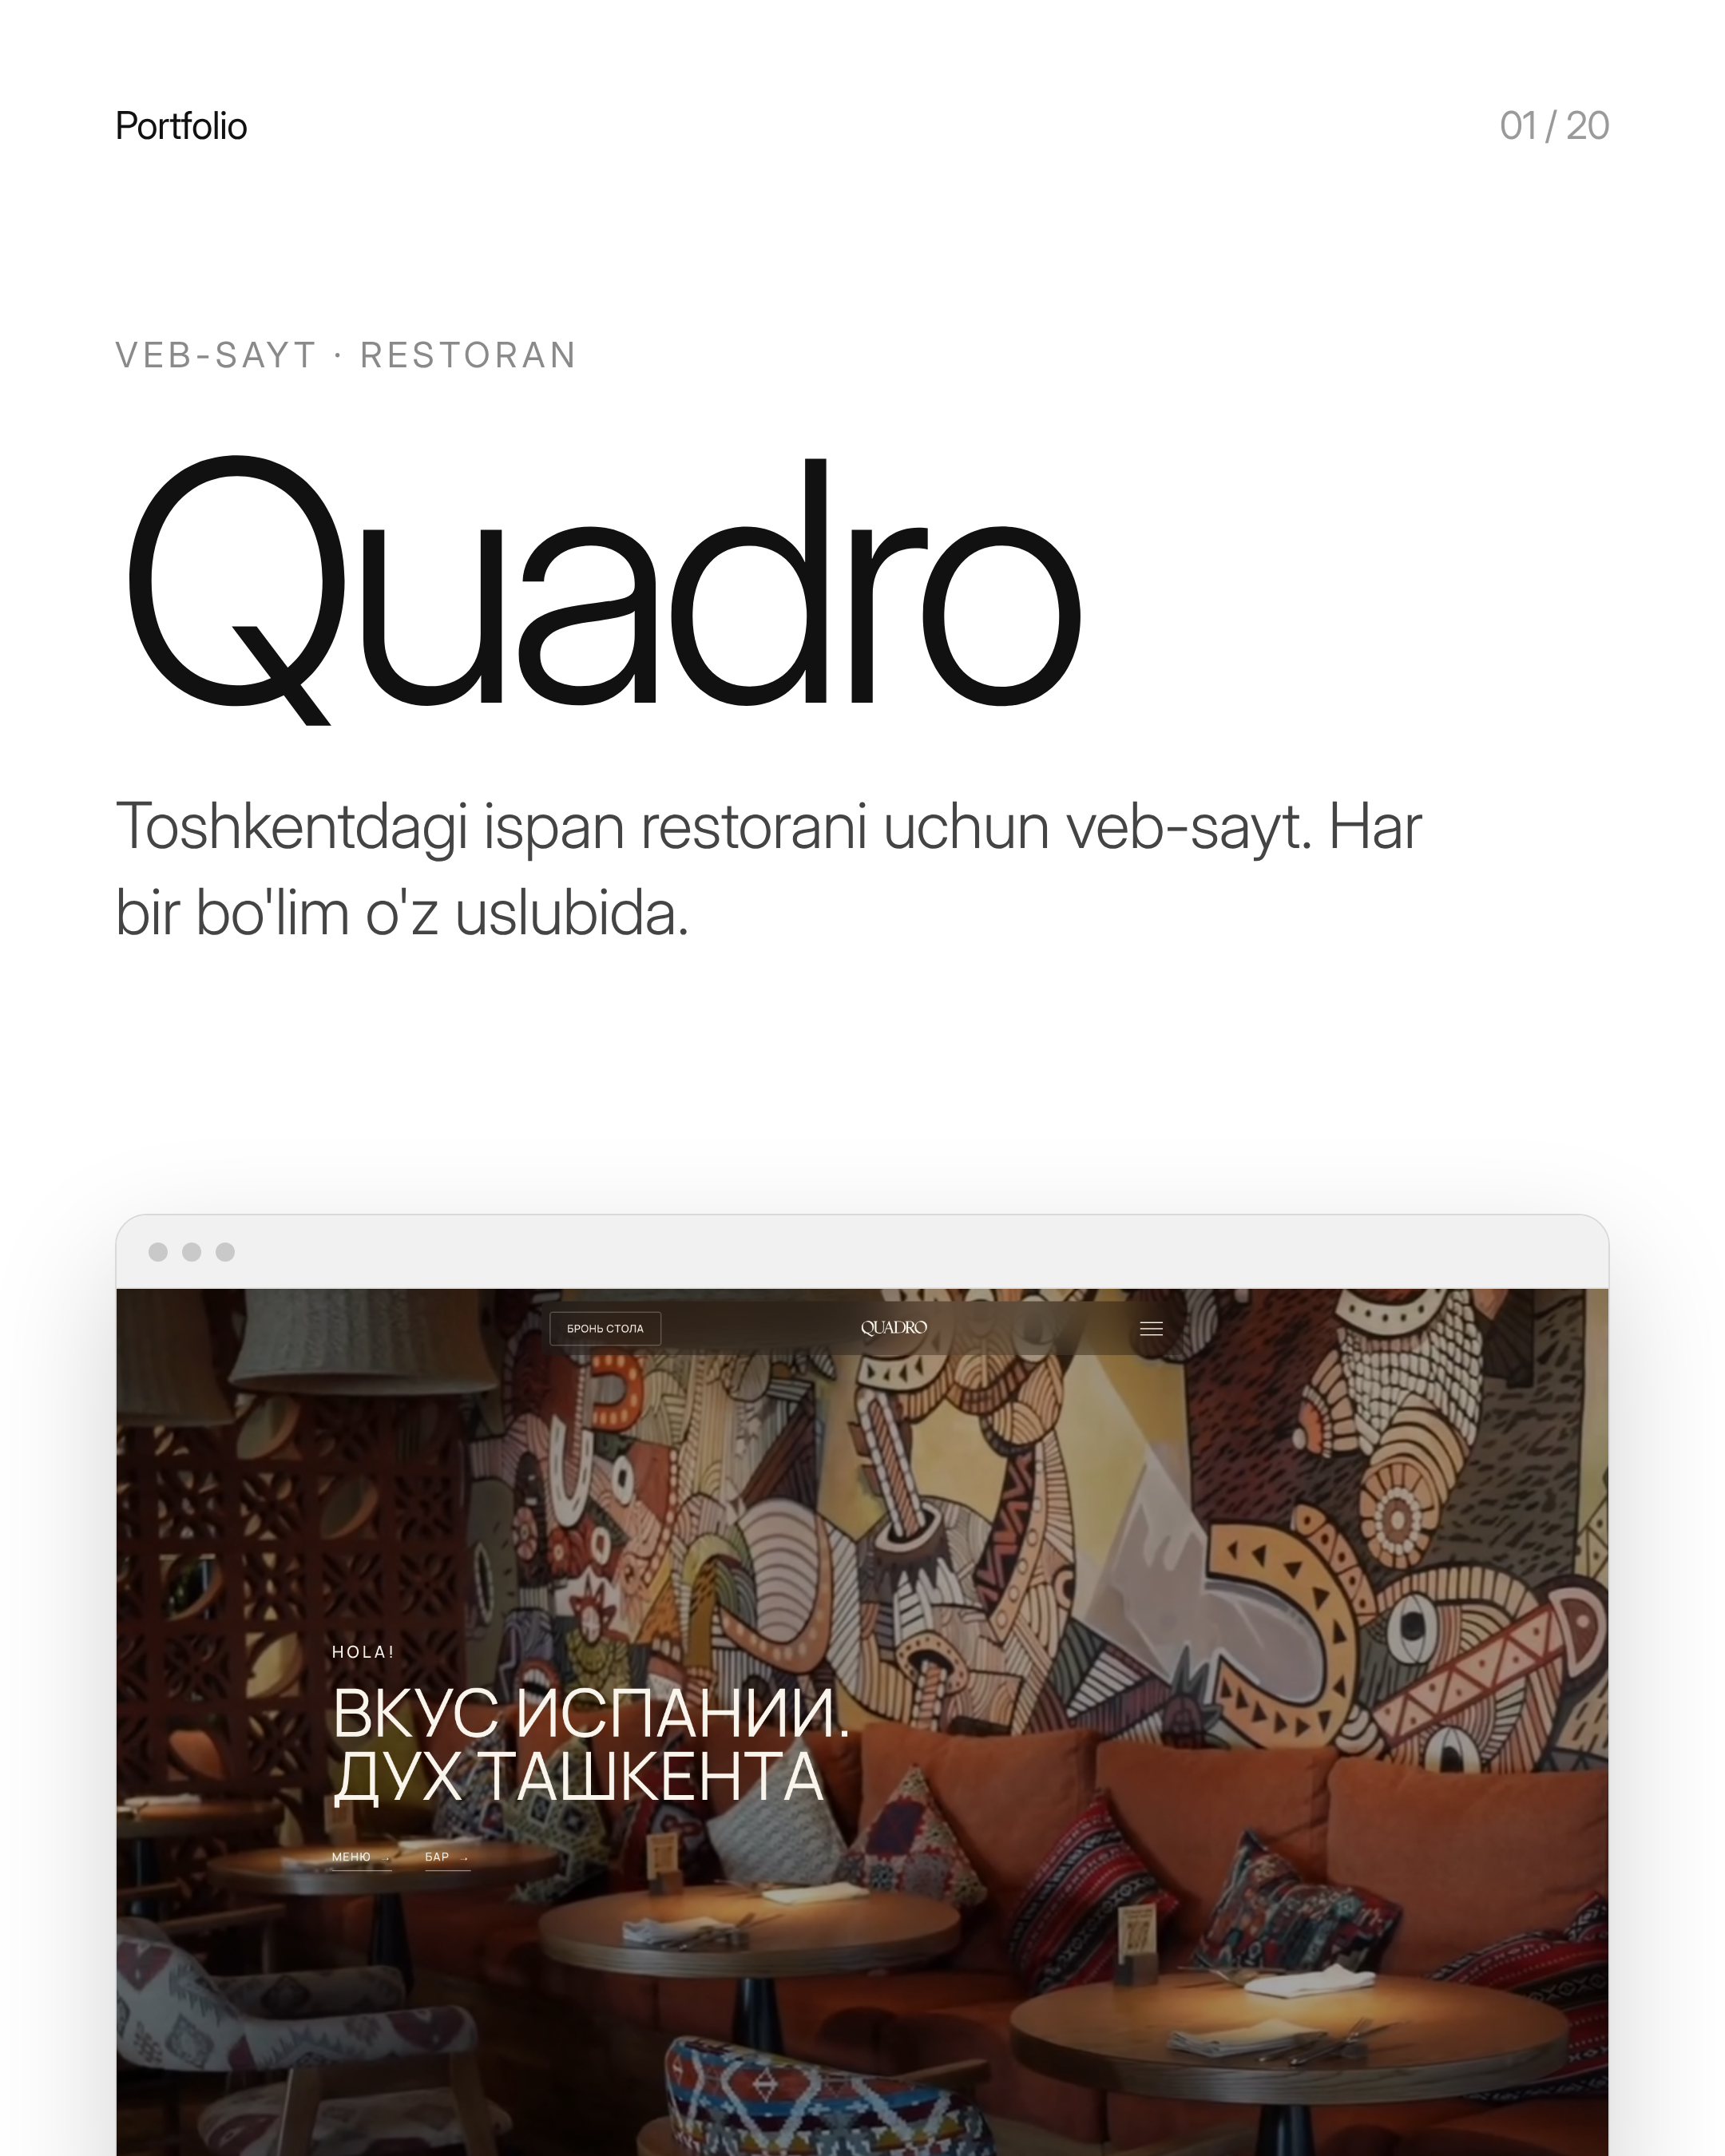 Portfolio
01 / 20
VEB-SAYT · RESTORAN
Quadro
Toshkentdagi ispan restorani uchun veb-sayt. Har
bir bo'lim o'z uslubida.
БРОНЬ СТОЛА
QUADRO
HOLA!
ВКУС ИСПАНИИ.
ДУХ ТАШКЕНТА
МЕНЮ →
БАР →